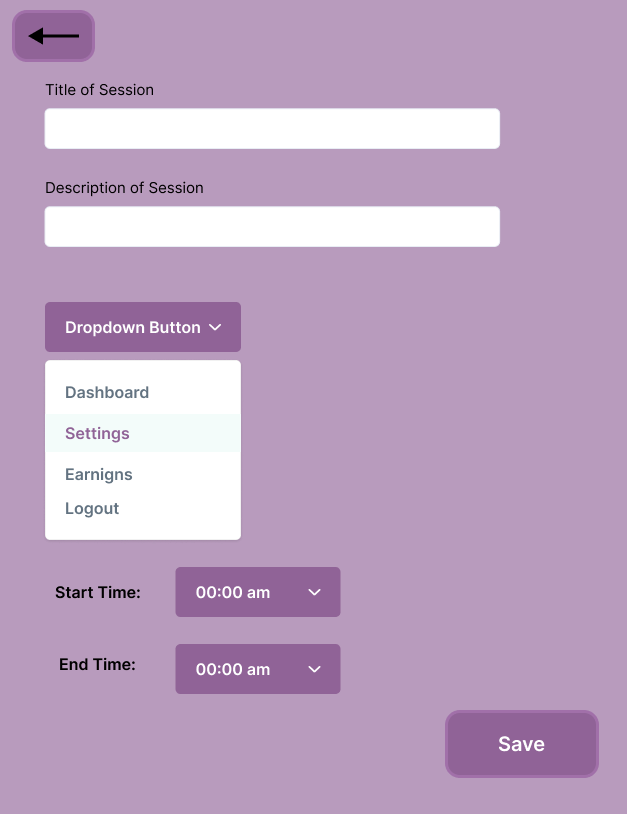 Title of Session
Description of Session
Dropdown Button
Dashboard
Settings
Earnigns
Logout
Start Time:
00:00 am
End Time:
00:00 am
Save